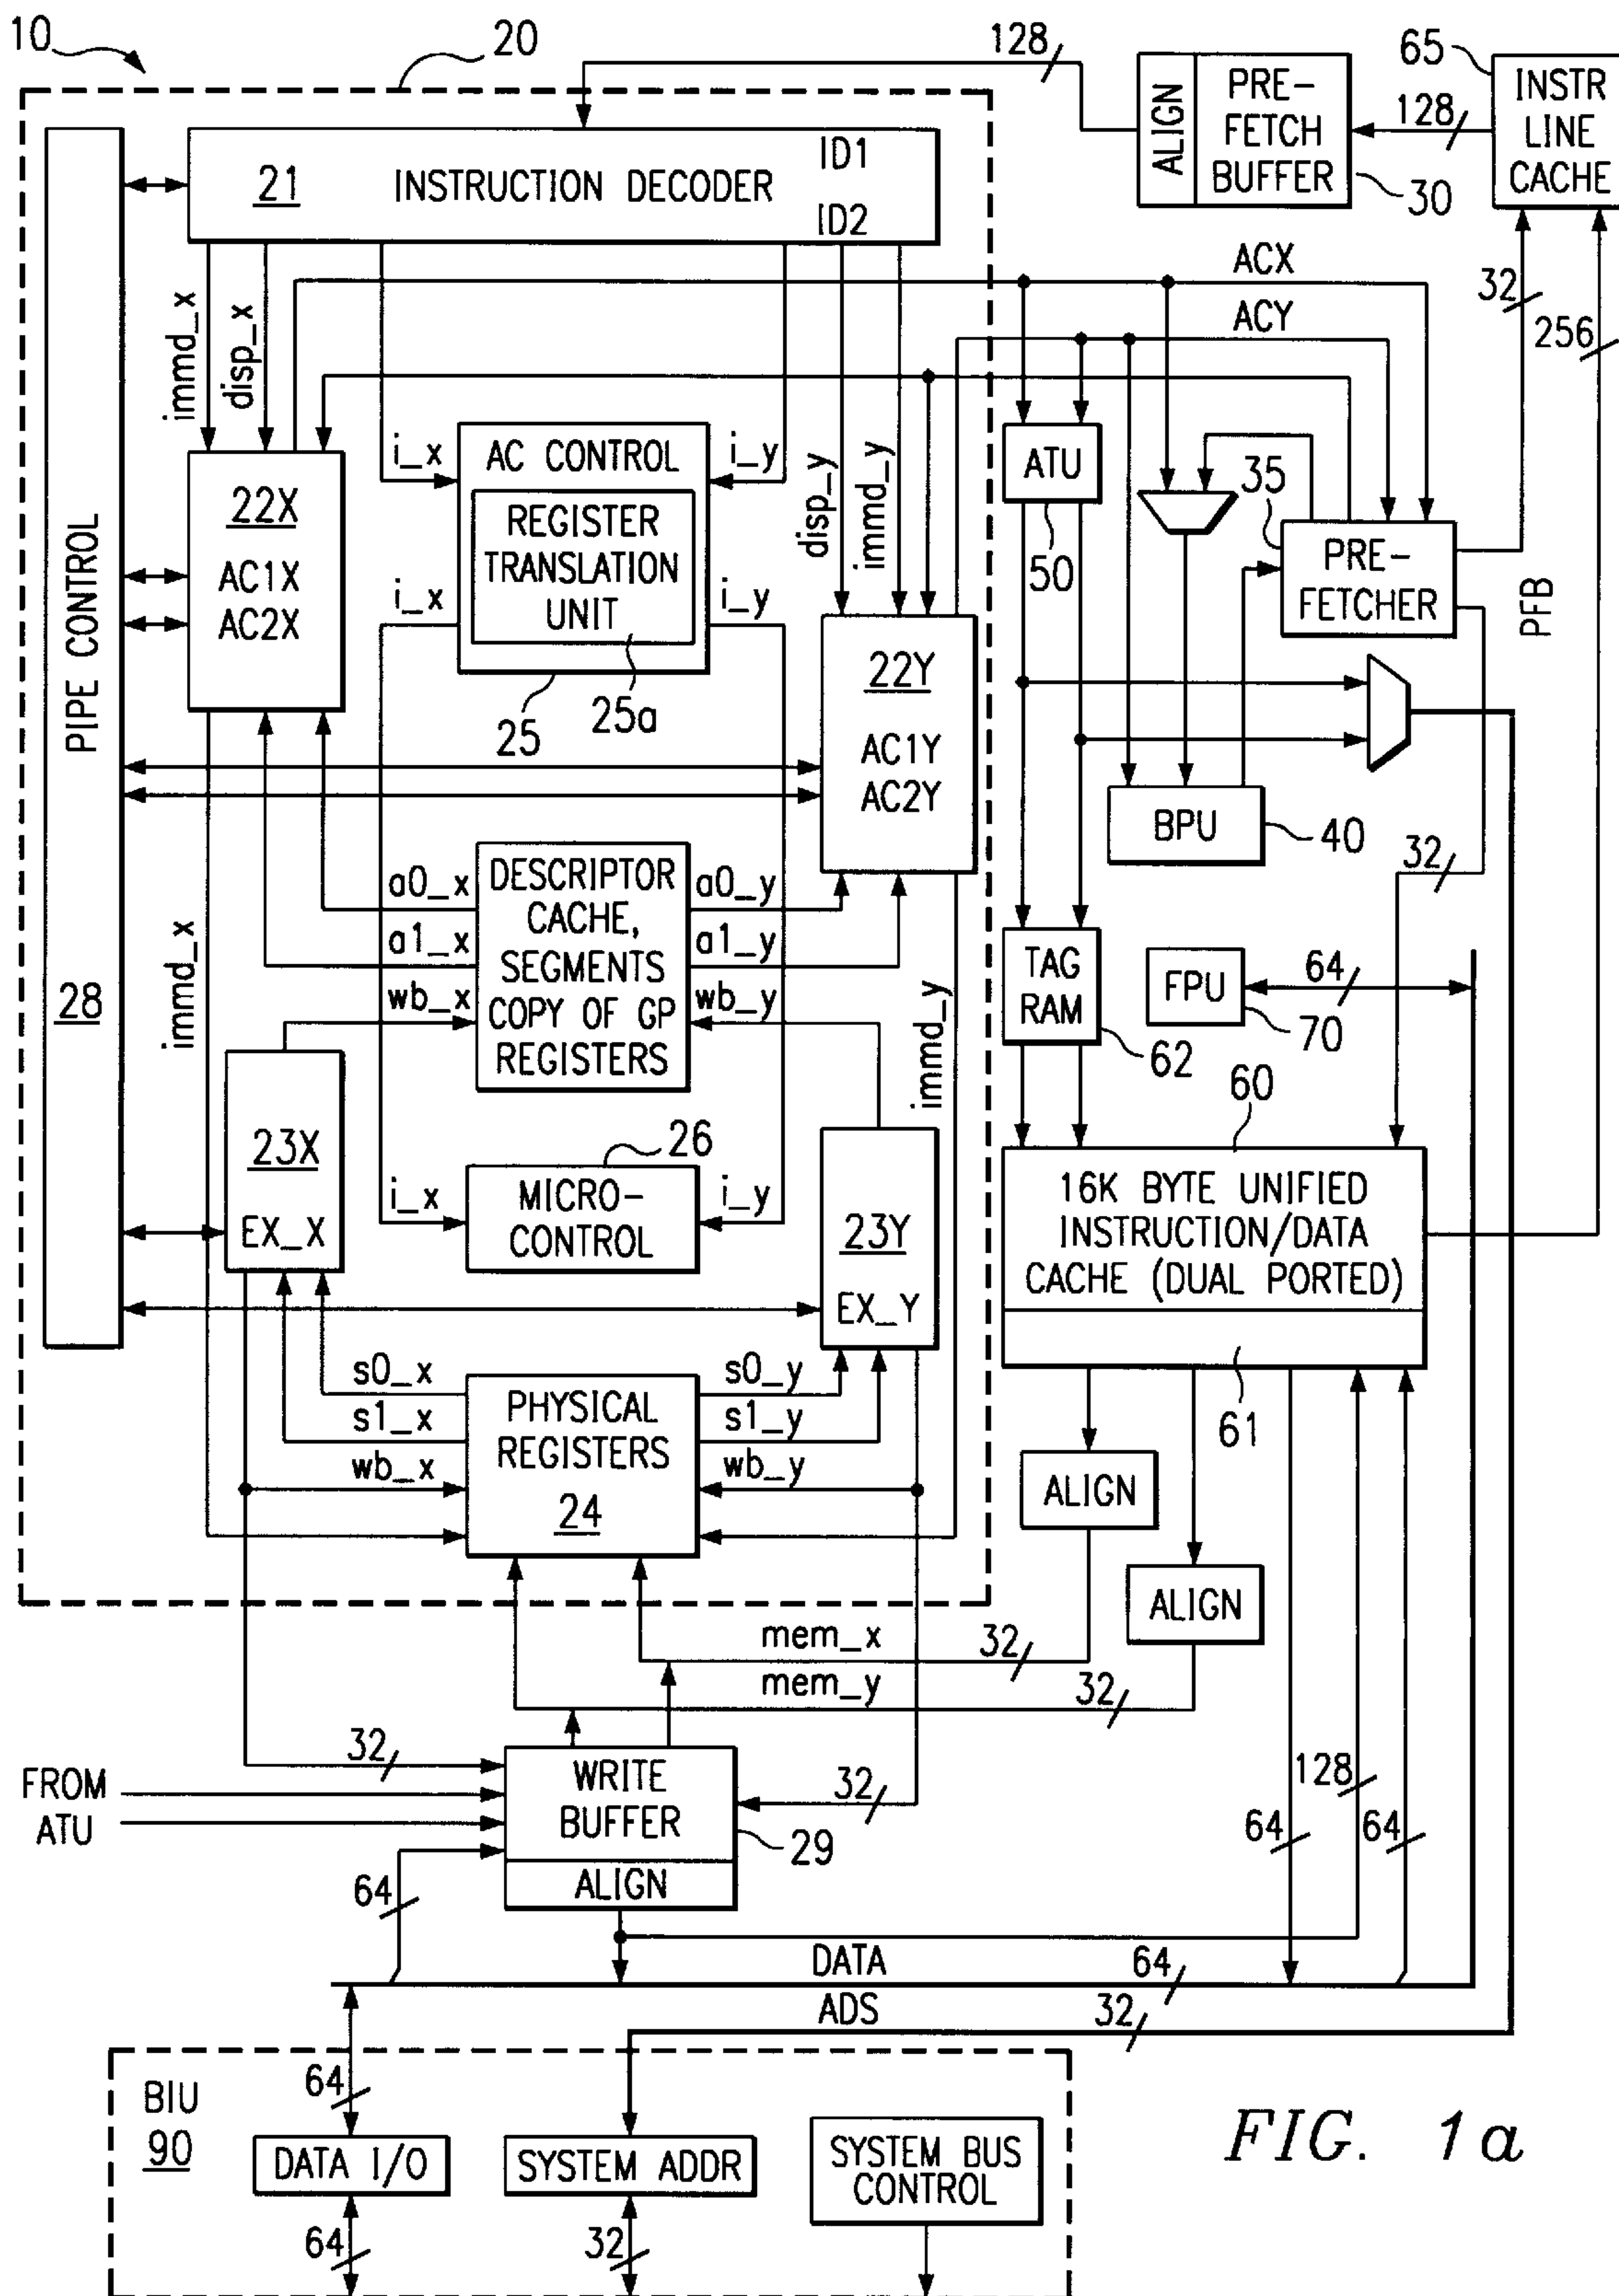 10
20
128
ALIGN
PRE-
FETCH
BUFFER
30
128
65
INSTR
LINE
CACHE
21
INSTRUCTION DECODER
ID1
ID2
immd_x
disp_x
ACX
ACY
32
256
PIPE CONTROL
28
22X
AC1X
AC2X
i_x
AC CONTROL
i_y
REGISTER
TRANSLATION
UNIT
i_x
i_y
25
25a
disp_y
immd_y
22Y
AC1Y
AC2Y
ATU
50
35
PRE-
FETCHER
PFB
BPU
40
32
a0_x
a1_x
wb_x
DESCRIPTOR
CACHE,
SEGMENTS
COPY OF GP
REGISTERS
a0_y
a1_y
wb_y
immd_x
immd_y
TAG
RAM
62
FPU
70
64
23X
EX_X
26
i_x
MICRO-
CONTROL
i_y
23Y
EX_Y
60
16K BYTE UNIFIED
INSTRUCTION/DATA
CACHE (DUAL PORTED)
61
s0_x
s1_x
wb_x
PHYSICAL
REGISTERS
24
s0_y
s1_y
wb_y
ALIGN
ALIGN
mem_x
32
mem_y
32
32
FROM
ATU
WRITE
BUFFER
ALIGN
29
32
64
64
128
64
DATA
64
ADS
32
BIU
90
64
DATA I/O
64
SYSTEM ADDR
32
SYSTEM BUS
CONTROL
FIG. 1a